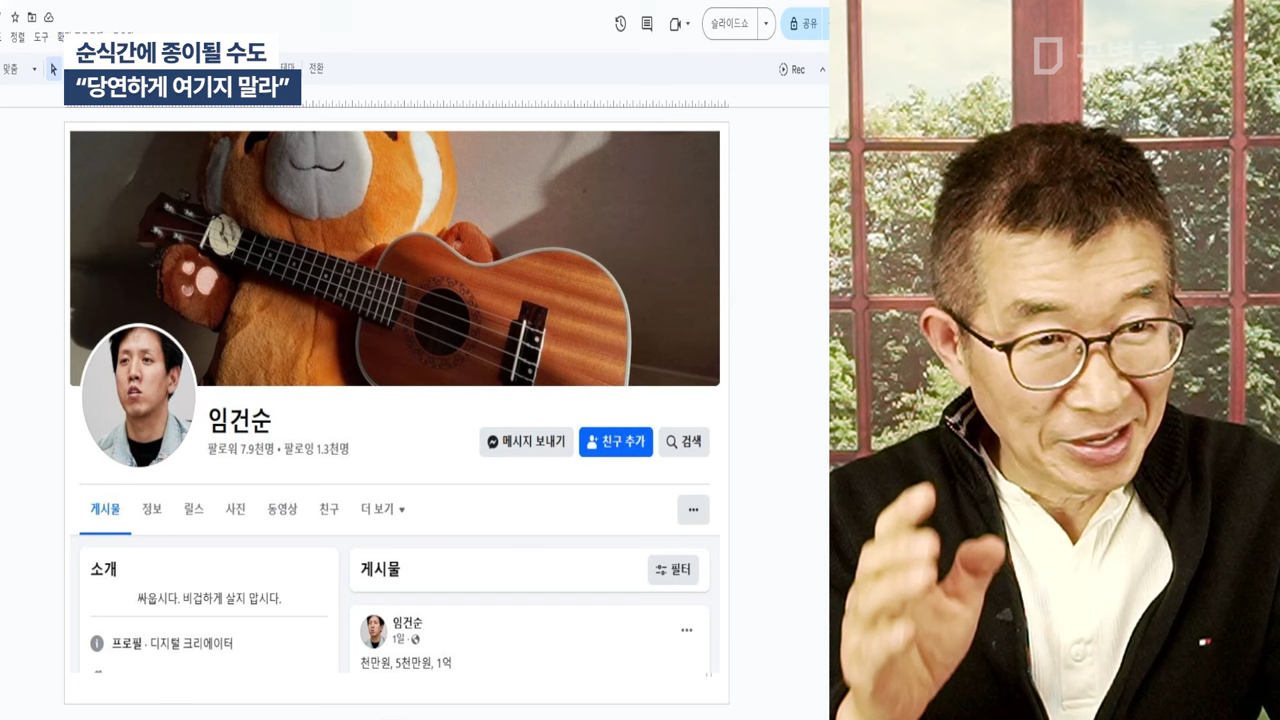 정렬 도구
순식간에 종이될 수도
“당연하게 여기지 말라”
맞춤
테마
전환
슬라이드쇼
공유
Rec
임건순
팔로워 7.9천명 • 팔로잉 1.3천명
메시지 보내기
친구 추가
검색
게시물 정보 릴스 사진 동영상 친구 더 보기
소개
싸웁시다. 비겁하게 살지 맙시다.
프로필 · 디지털 크리에이터
게시물
필터
임건순
1일
천만원, 5천만원, 1억